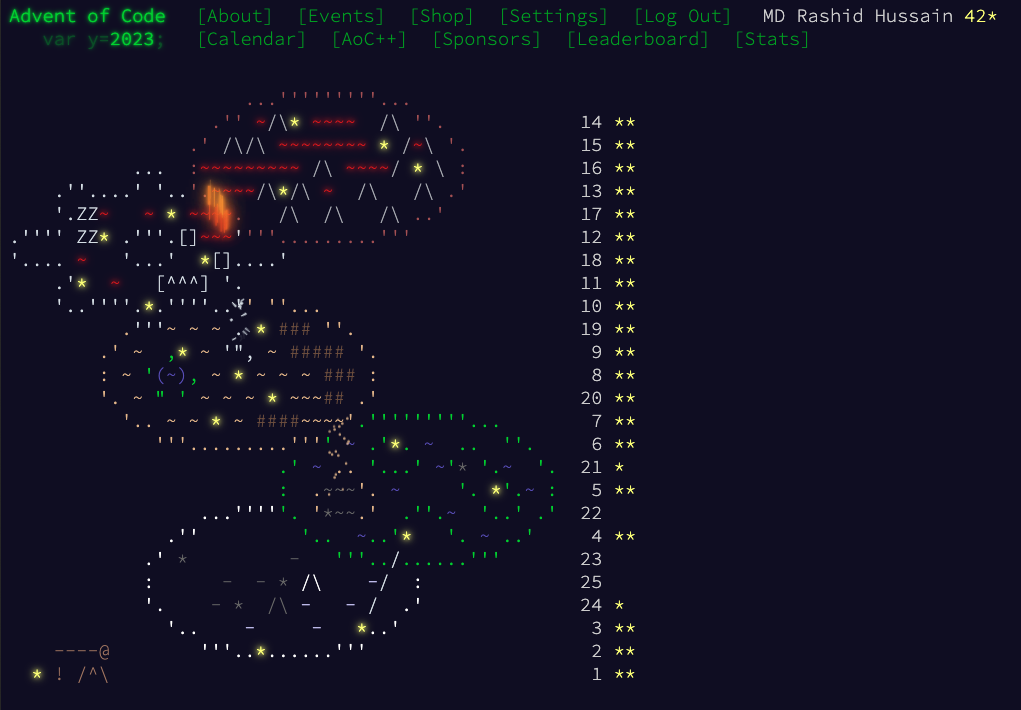 Advent of Code [About] [Events] [Shop] [Settings] [Log Out] MD Rashid Hussain 42*
var y=2023; [Calendar] [AoC++] [Sponsors] [Leaderboard] [Stats]
14 **
15 **
16 **
13 **
ZZ 17 **
ZZ [] 12 **
[] 18 **
[^^^] 11 **
10 **
### 19 **
##### 9 **
(~) ### 8 **
## 20 **
#### 7 **
6 **
21 *
5 **
22
4 **
23
25
24 *
3 **
----@ 2 **
* ! /^\ 1 **